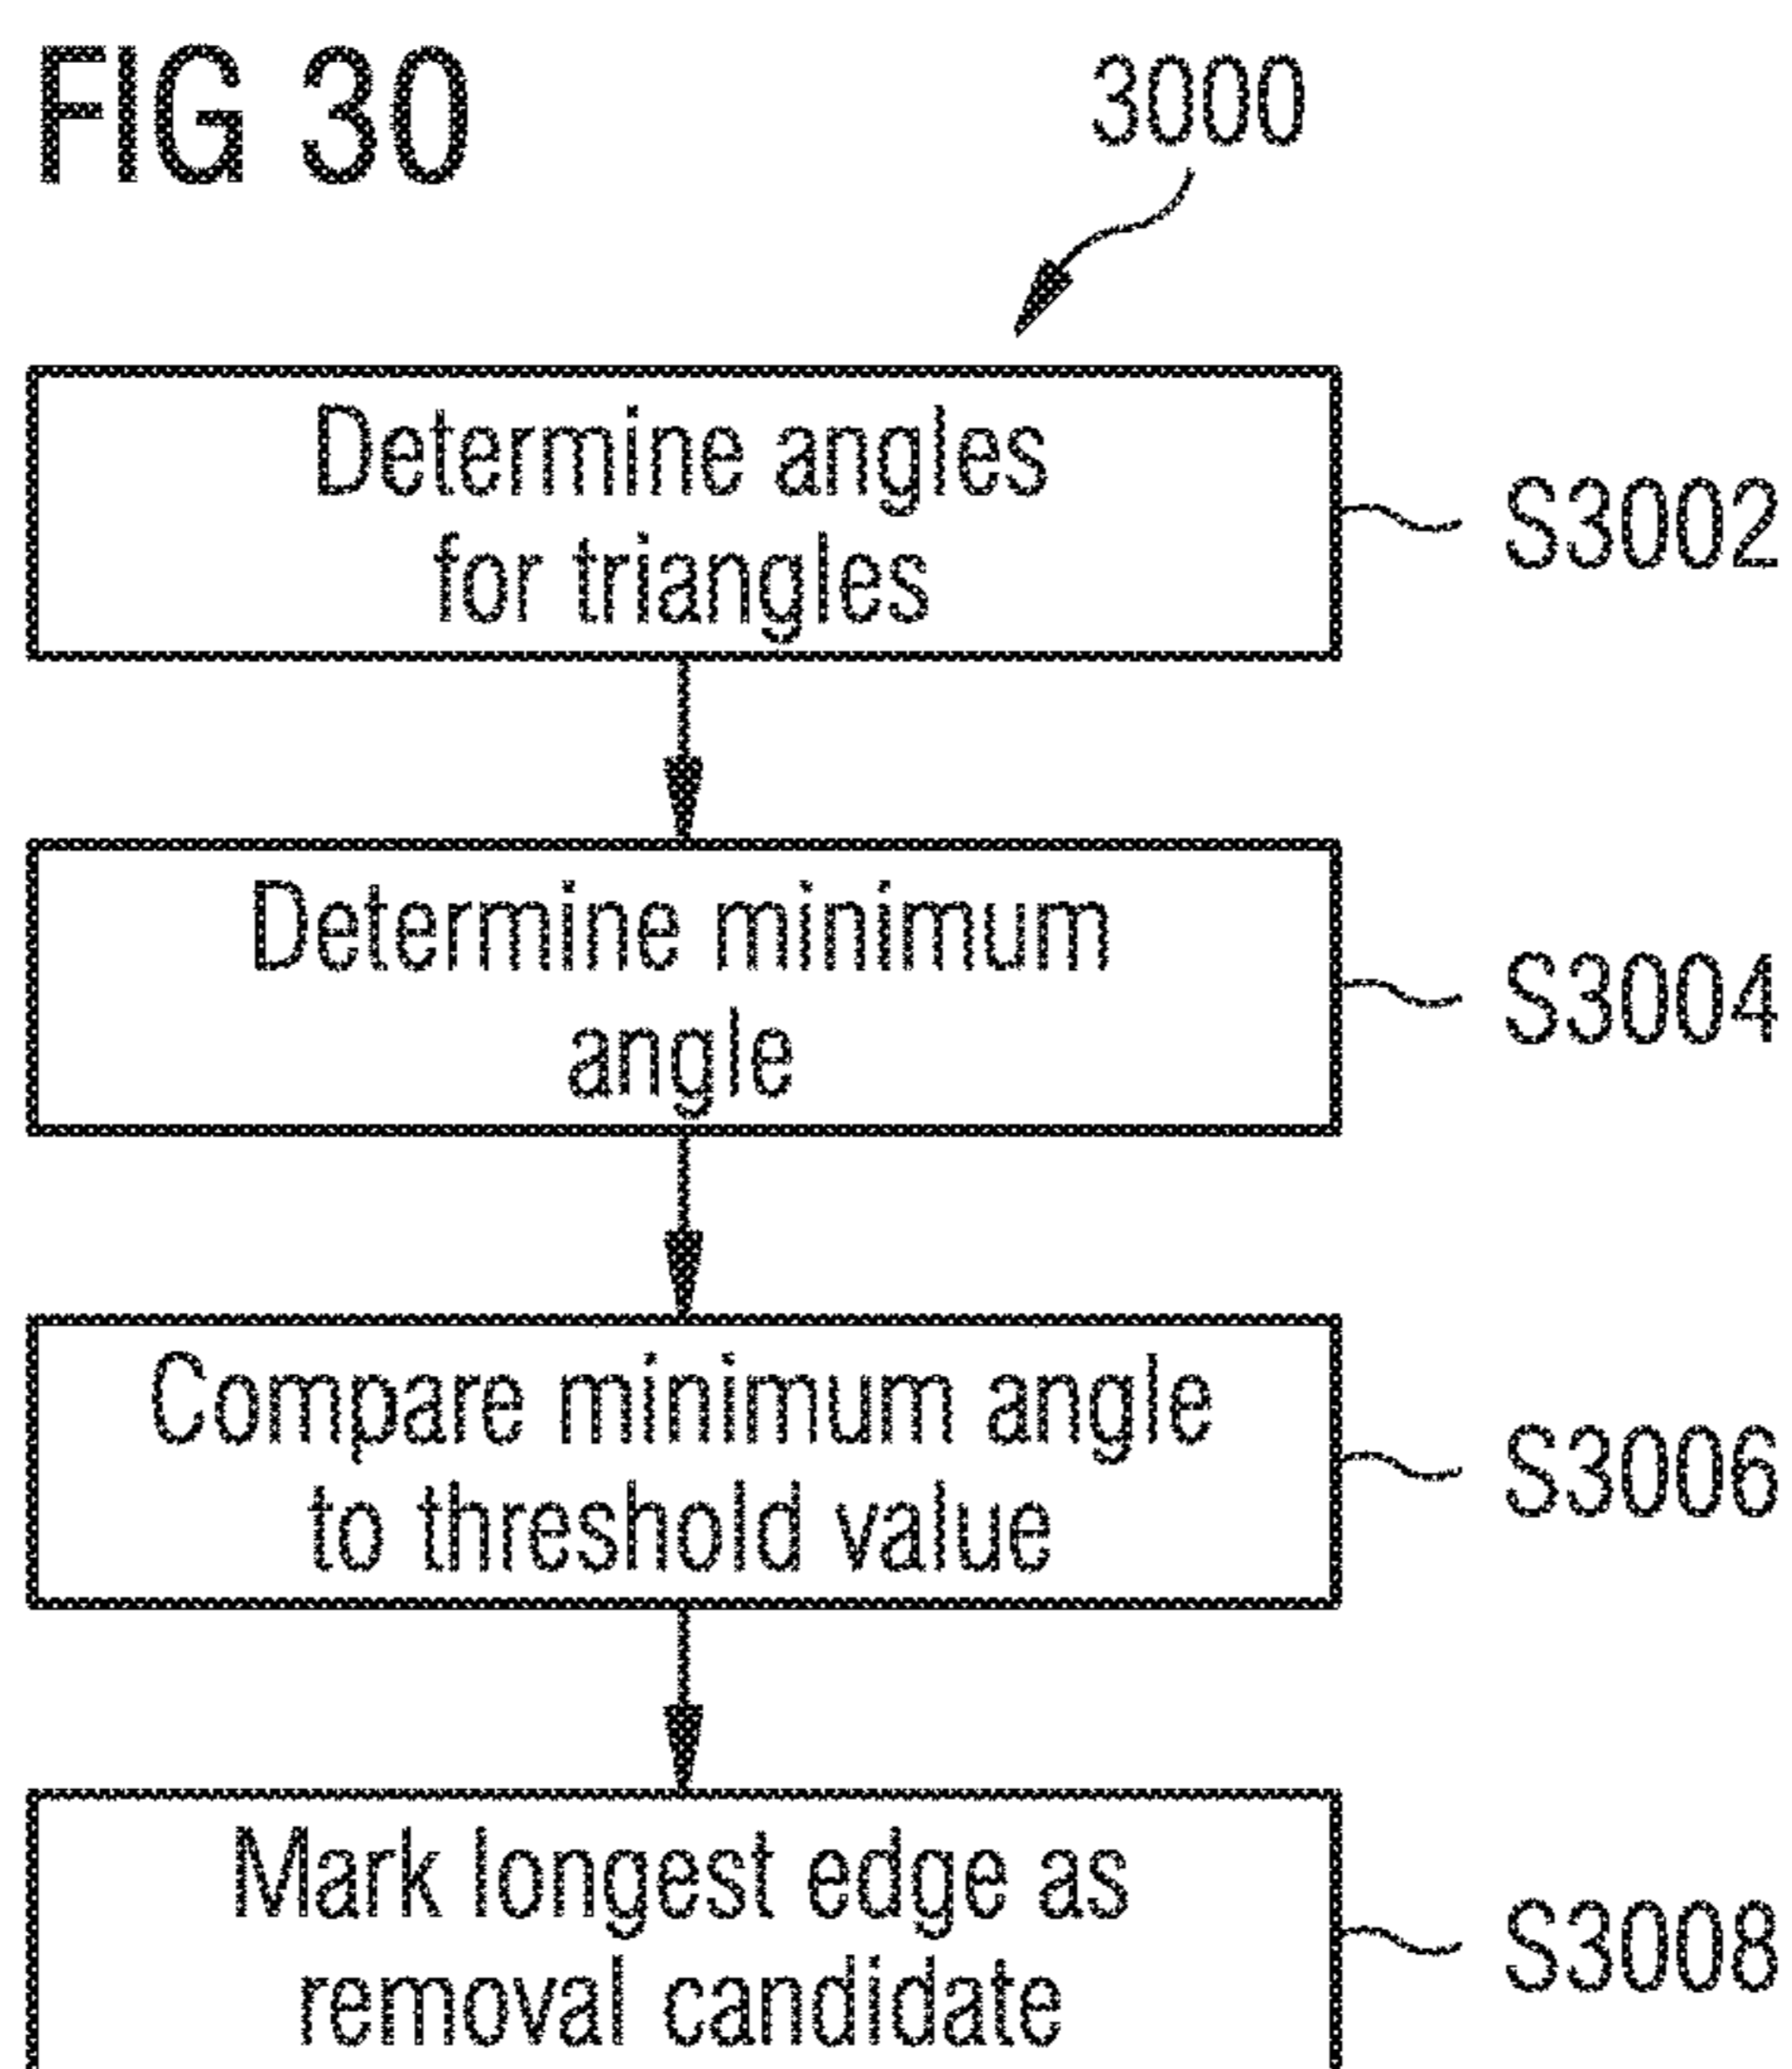 FIG 30
3000
Determine angles
for triangles
S3002
Determine minimum
angle
S3004
Compare minimum angle
to threshold value
S3006
Mark longest edge as
removal candidate
S3008